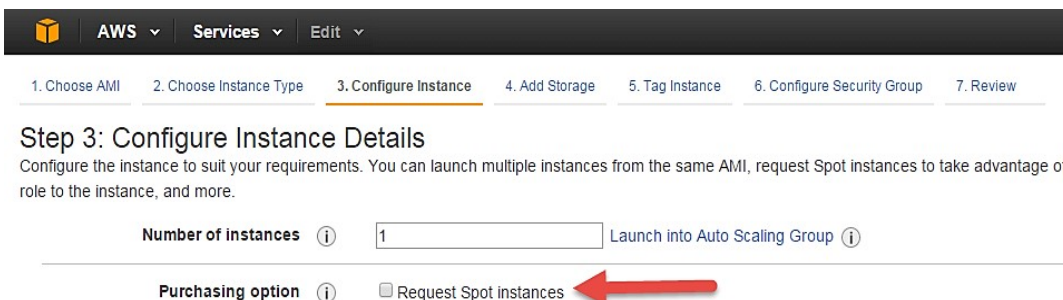 AWS Services Edit
1. Choose AMI 2. Choose Instance Type 3. Configure Instance 4. Add Storage 5. Tag Instance 6. Configure Security Group 7. Review
Step 3: Configure Instance Details
Configure the instance to suit your requirements. You can launch multiple instances from the same AMI, request Spot instances to take advantage
role to the instance, and more.
Number of instances i 1 Launch into Auto Scaling Group i
Purchasing option i Request Spot instances